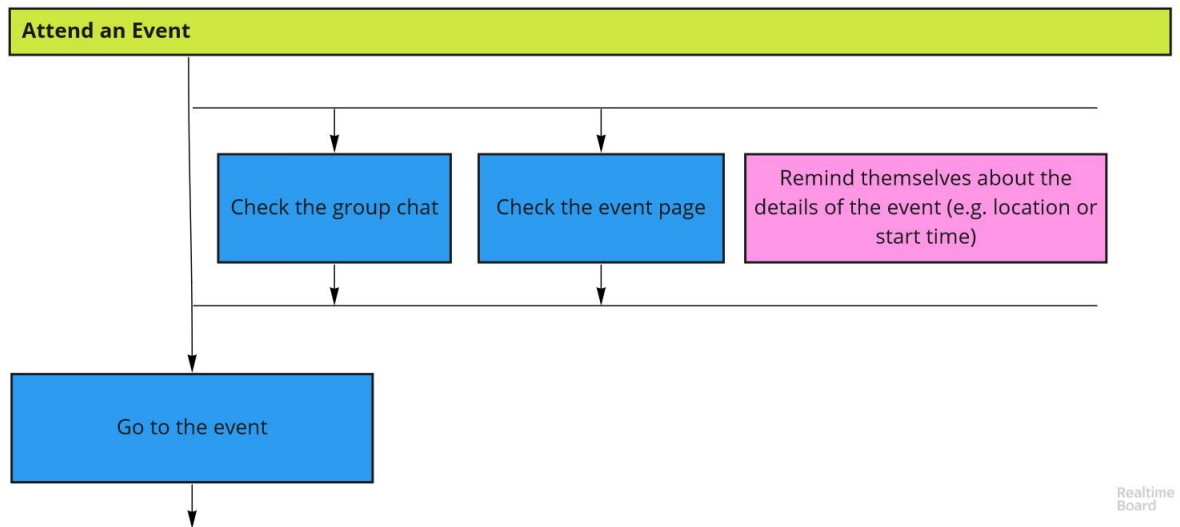 Attend an Event
Check the group chat
Check the event page
Remind themselves about the
details of the event (e.g. location or
start time)
Go to the event
Realtime
Board